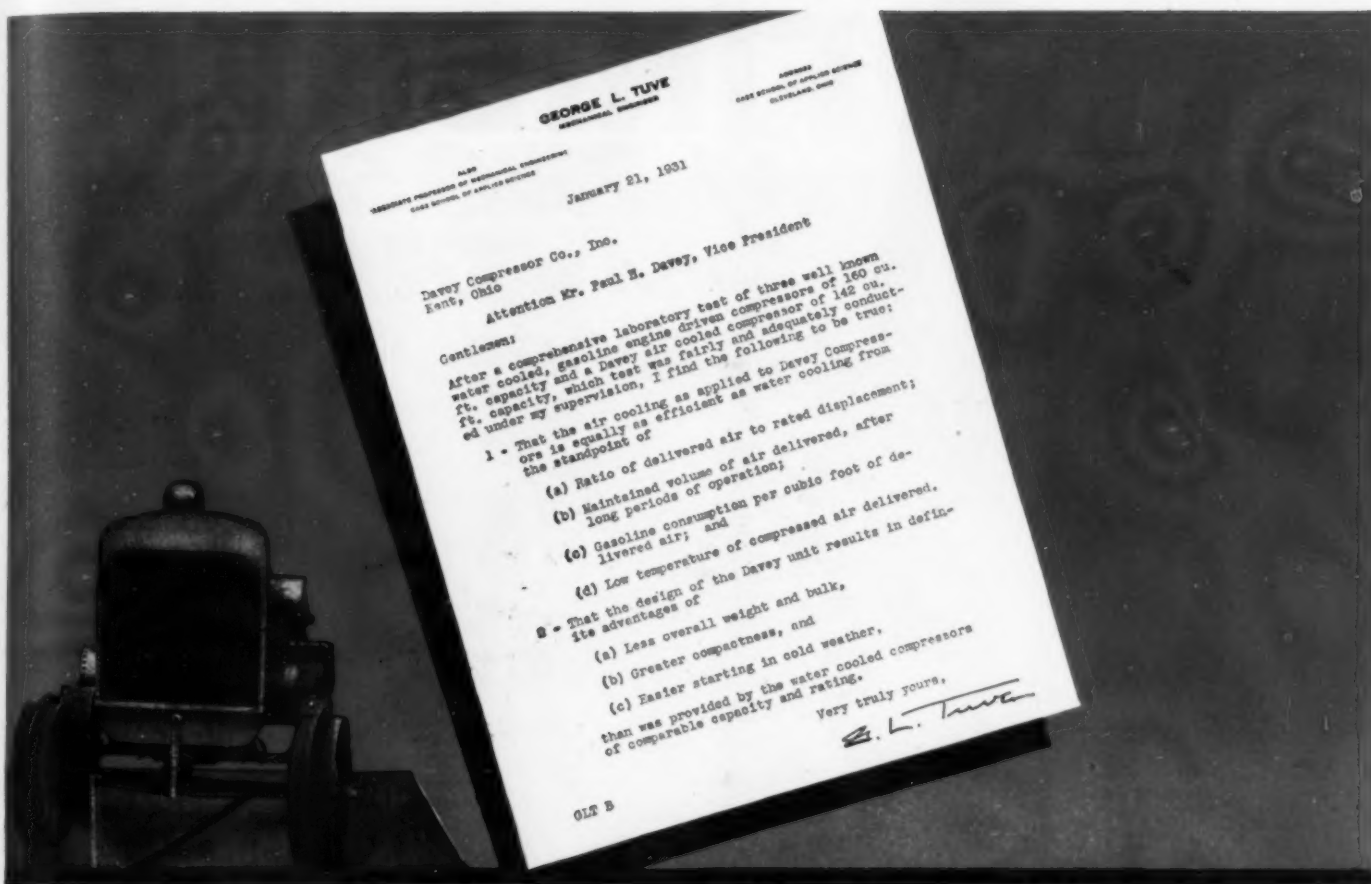 GEORGE L. TUVE
MECHANICAL ENGINEER
ADDRESS
CASE SCHOOL OF APPLIED SCIENCE
CLEVELAND, OHIO
ALSO
ASSOCIATE PROFESSOR OF MECHANICAL ENGINEERING
CASE SCHOOL OF APPLIED SCIENCE
January 21, 1931
Davey Compressor Co., Inc.
Kent, Ohio
Attention Mr. Paul H. Davey, Vice President
Gentlemen:
After a comprehensive laboratory test of three well known
water cooled, gasoline engine driven compressors of 160 cu.
ft. capacity and a Davey air cooled compressor of 142 cu.
ft. capacity, which test was fairly and adequately conduct-
ed under my supervision, I find the following to be true:
1 - That the air cooling as applied to Davey Compress-
ors is equally as efficient as water cooling from
the standpoint of
(a) Ratio of delivered air to rated displacement;
(b) Maintained volume of air delivered, after
long periods of operation;
(c) Gasoline consumption per cubic foot of de-
livered air; and
(d) Low temperature of compressed air delivered.
2 - That the design of the Davey unit results in defin-
ite advantages of
(a) Less overall weight and bulk,
(b) Greater compactness, and
(c) Easier starting in cold weather,
than was provided by the water cooled compressors
of comparable capacity and rating.
Very truly yours,
G. L. Tuve
GLT B